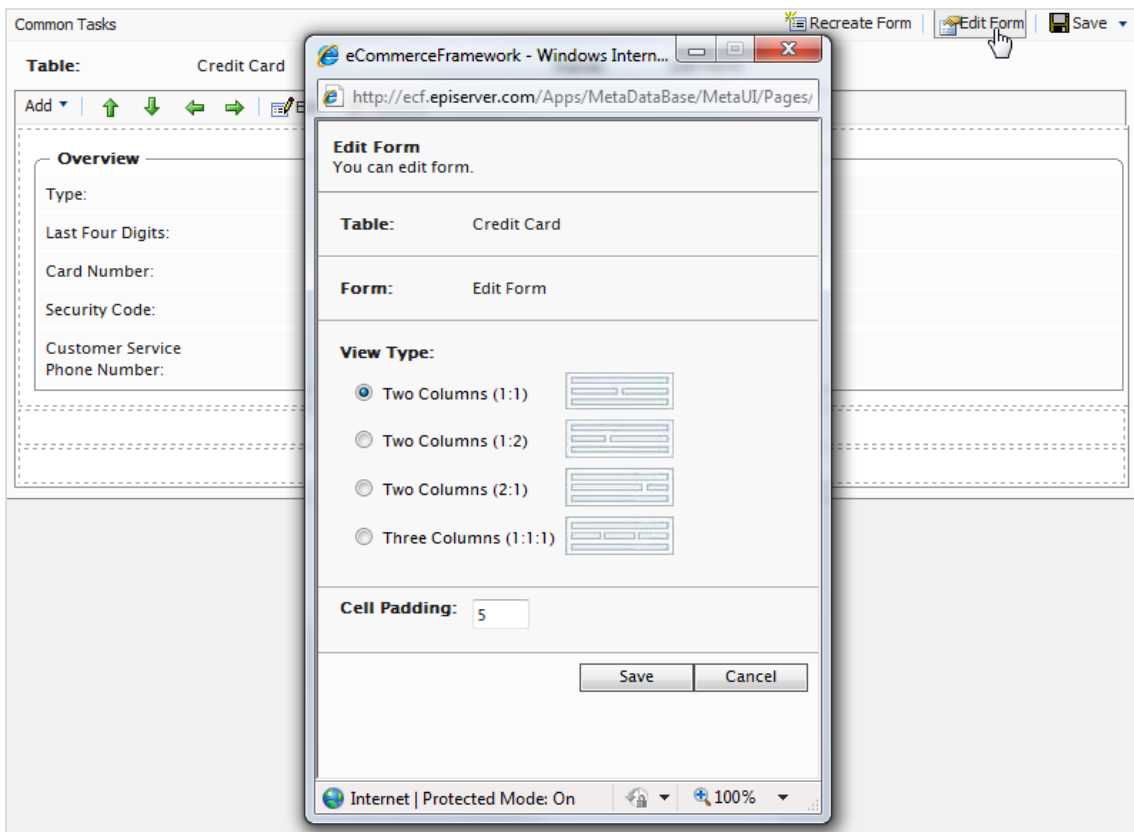 Common Tasks
Recreate Form
Edit Form
Save
Table: Credit Card
Add
eCommerceFramework - Windows Intern...
http://ecf.episerver.com/Apps/MetaDataBase/MetaUI/Pages/
Edit Form
You can edit form.
Table: Credit Card
Form: Edit Form
View Type:
Two Columns (1:1)
Two Columns (1:2)
Two Columns (2:1)
Three Columns (1:1:1)
Cell Padding: 5
Save Cancel
Internet | Protected Mode: On 100%
Overview
Type:
Last Four Digits:
Card Number:
Security Code:
Customer Service
Phone Number: